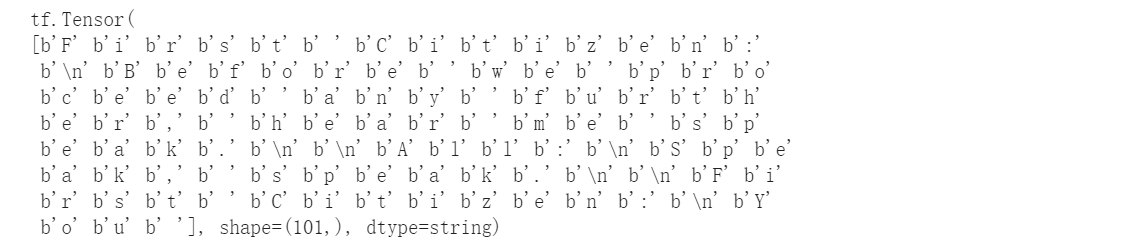 tf.Tensor(
[b'F' b'i' b'r' b's' b't' b' ' b'C' b'i' b't' b'i' b'z' b'e' b'n' b':'
b'\n' b'B' b'e' b'f' b'o' b'r' b'e' b' ' b'w' b'e' b' ' b'p' b'r' b'o'
b'c' b'e' b'e' b'd' b' ' b'a' b'n' b'y' b' ' b'f' b'u' b'r' b't' b'h'
b'e' b'r' b',' b' ' b'h' b'e' b'a' b'r' b' ' b'm' b'e' b' ' b's' b'p'
b'e' b'a' b'k' b'.' b'\n' b'\n' b'A' b'l' b'l' b':' b'\n' b'S' b'p' b'e'
b'a' b'k' b',' b' ' b's' b'p' b'e' b'a' b'k' b'.' b'\n' b'\n' b'F' b'i'
b'r' b's' b't' b' ' b'C' b'i' b't' b'i' b'z' b'e' b'n' b':' b'\n' b'Y'
b'o' b'u' b' '], shape=(101,), dtype=string)